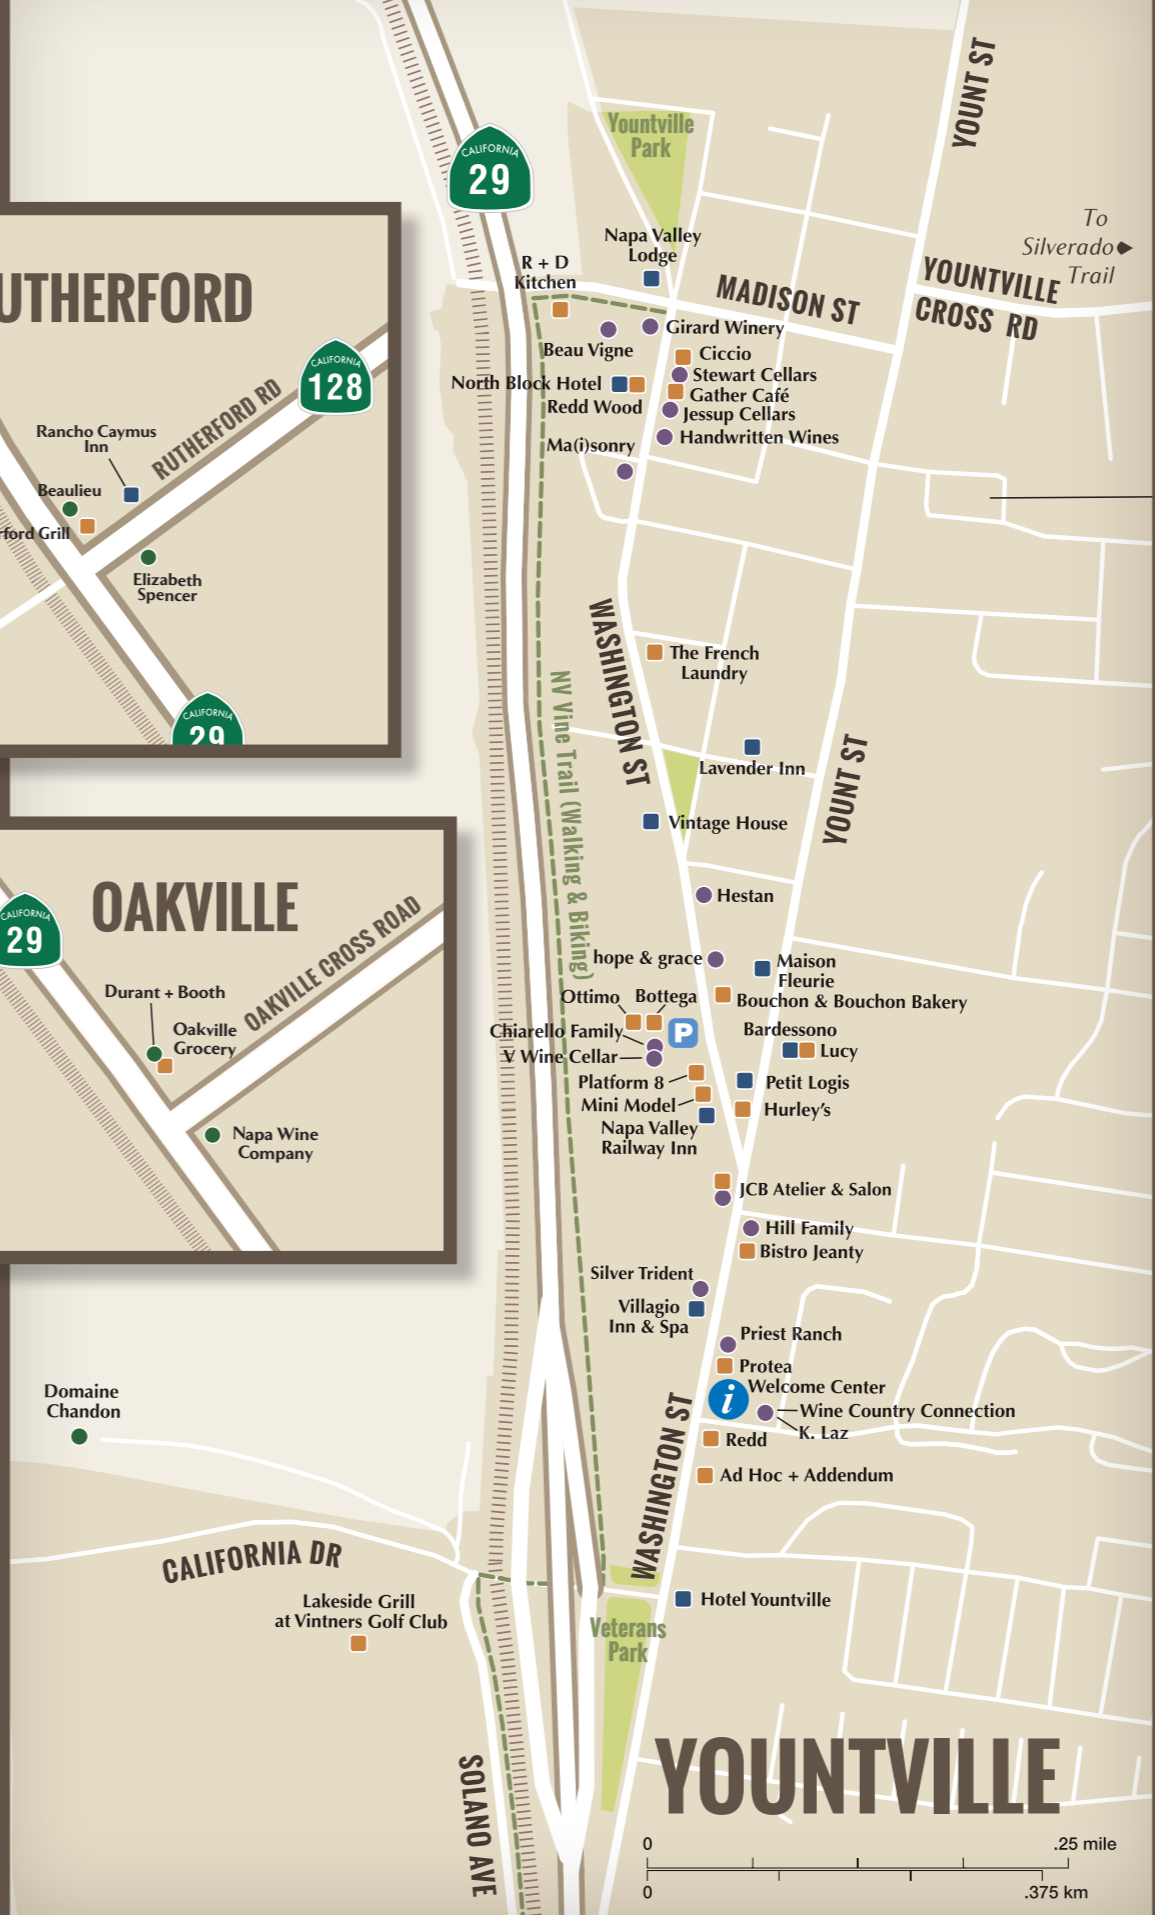 CALIFORNIA
29
Yountville
Park
YOUNT ST
To
Silverado
Trail
R + D
Kitchen
Napa Valley
Lodge
MADISON ST
YOUNTVILLE
CROSS RD
Beau Vigne
Girard Winery
Ciccio
Stewart Cellars
North Block Hotel
Gather Café
Redd Wood
Jessup Cellars
Handwritten Wines
Ma(i)sonry
UTHERFORD
CALIFORNIA
128
RUTHERFORD RD
Rancho Caymus
Inn
Beaulieu
rford Grill
Elizabeth
Spencer
CALIFORNIA
29
WASHINGTON ST
The French
Laundry
NV Vine Trail (Walking & Biking)
Lavender Inn
YOUNT ST
Vintage House
Hestan
hope & grace
Maison
Fleurie
Ottimo
Bottega
Bouchon & Bouchon Bakery
Chiarello Family
P
Bardessono
V Wine Cellar
Lucy
Platform 8
Petit Logis
Mini Model
Hurley's
Napa Valley
Railway Inn
JCB Atelier & Salon
Hill Family
Bistro Jeanty
Silver Trident
Villagio
Inn & Spa
Priest Ranch
Protea
i
Welcome Center
Wine Country Connection
K. Laz
Redd
Ad Hoc + Addendum
WASHINGTON ST
OAKVILLE
CALIFORNIA
29
OAKVILLE CROSS ROAD
Durant + Booth
Oakville
Grocery
Napa Wine
Company
Domaine
Chandon
CALIFORNIA DR
Lakeside Grill
at Vintners Golf Club
Hotel Yountville
Veterans
Park
SOLANO AVE
YOUNTVILLE
0
.25 mile
0
.375 km